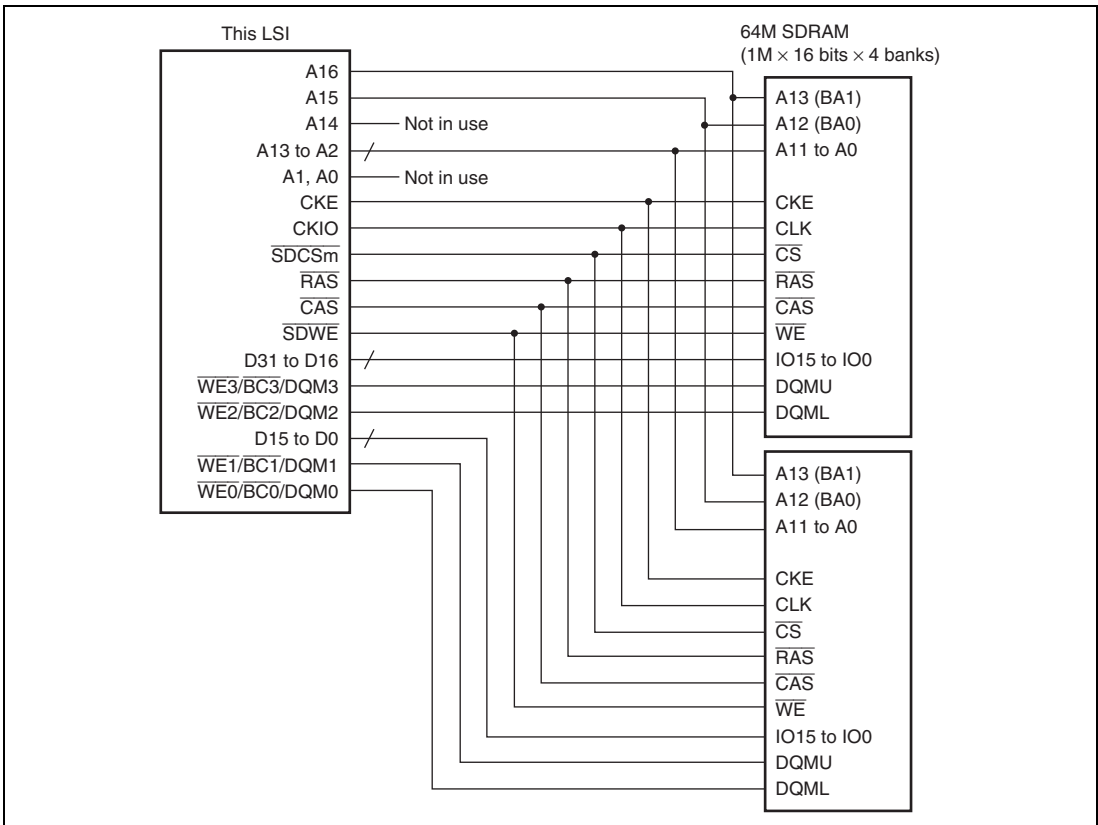 This LSI
A16
A15
A14
Not in use
A13 to A2
A1, A0
Not in use
CKE
CKIO
SDCSm
RAS
CAS
SDWE
D31 to D16
WE3/BC3/DQM3
WE2/BC2/DQM2
D15 to D0
WE1/BC1/DQM1
WE0/BC0/DQM0
64M SDRAM
(1M × 16 bits × 4 banks)
A13 (BA1)
A12 (BA0)
A11 to A0
CKE
CLK
CS
RAS
CAS
WE
IO15 to IO0
DQMU
DQML
A13 (BA1)
A12 (BA0)
A11 to A0
CKE
CLK
CS
RAS
CAS
WE
IO15 to IO0
DQMU
DQML